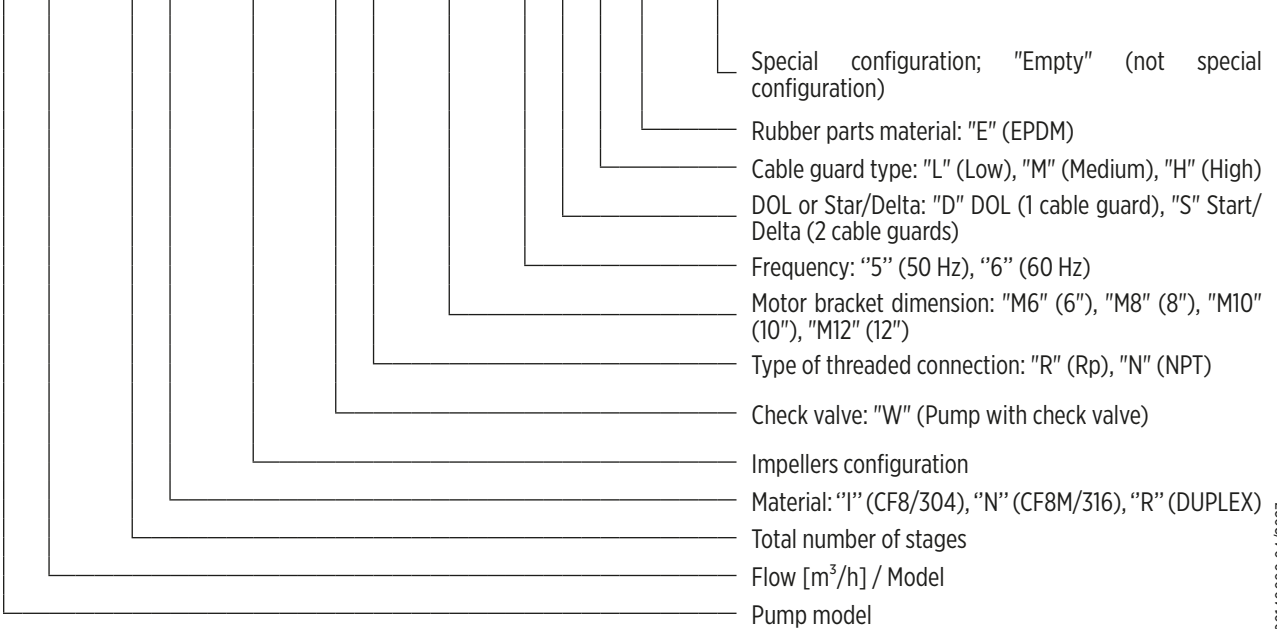 Special configuration; "Empty" (not special
configuration)
Rubber parts material: "E" (EPDM)
Cable guard type: "L" (Low), "M" (Medium), "H" (High)
DOL or Star/Delta: "D" DOL (1 cable guard), "S" Start/
Delta (2 cable guards)
Frequency: ‘‘5’’ (50 Hz), ‘‘6’’ (60 Hz)
Motor bracket dimension: "M6" (6"), "M8" (8"), "M10"
(10"), "M12" (12")
Type of threaded connection: "R" (Rp), "N" (NPT)
Check valve: "W" (Pump with check valve)
Impellers configuration
Material: ‘‘I’’ (CF8/304), ‘‘N’’ (CF8M/316), ‘‘R’’ (DUPLEX)
Total number of stages
Flow [m³/h] / Model
Pump model